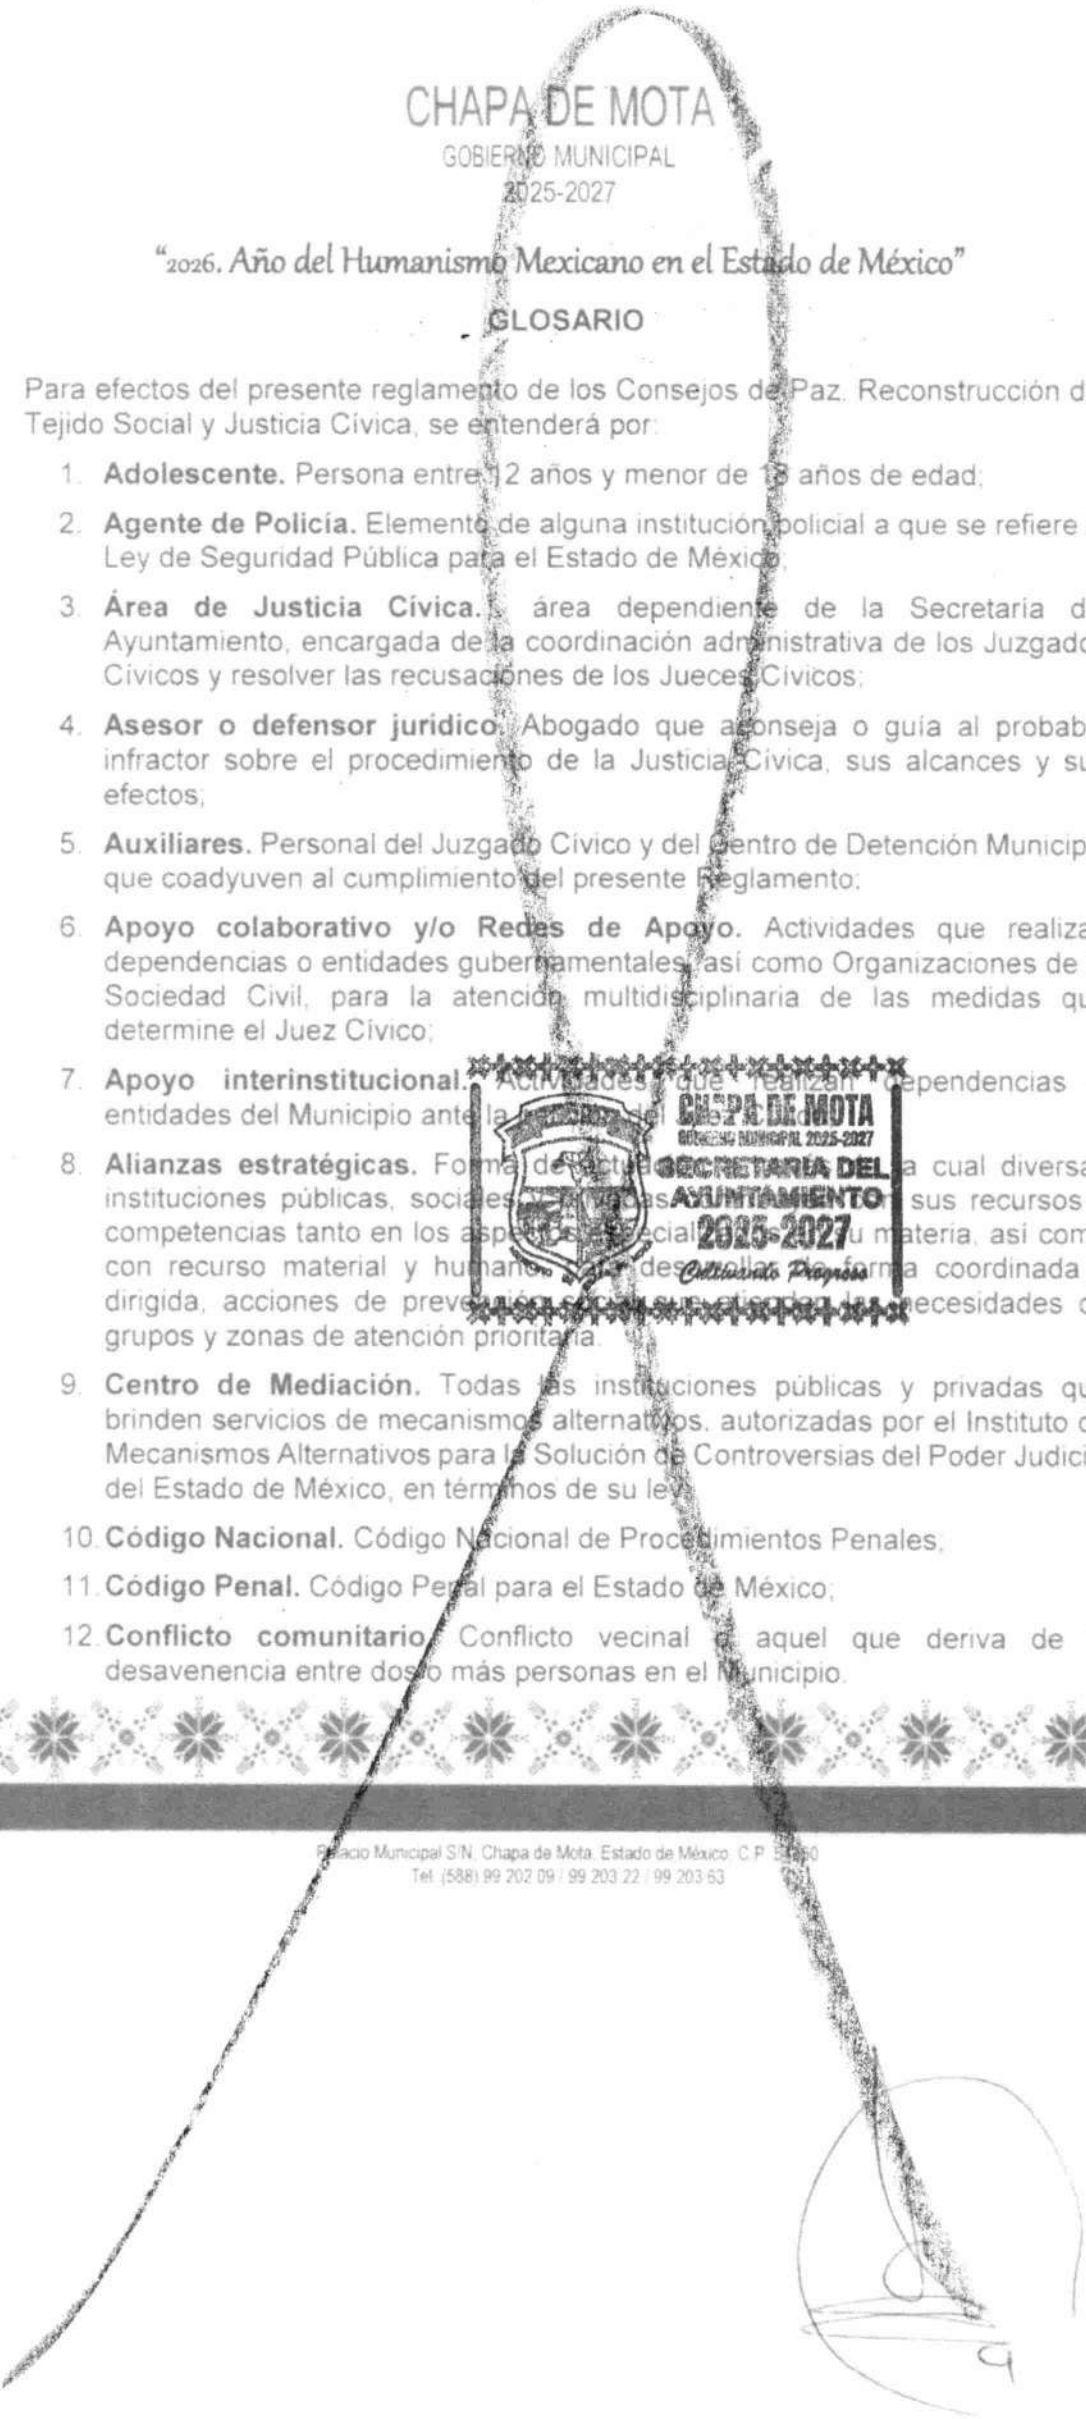 CHAPA DE MOTA
GOBIERNO MUNICIPAL
2025-2027
“2026. Año del Humanismo Mexicano en el Estado de México”
GLOSARIO
Para efectos del presente reglamento de los Consejos de Paz. Reconstrucción d
Tejido Social y Justicia Cívica, se entenderá por:
1. Adolescente. Persona entre 12 años y menor de 18 años de edad;
2. Agente de Policía. Elemento de alguna institución policial a que se refiere
Ley de Seguridad Pública para el Estado de México;
3. Área de Justicia Cívica. área dependiente de la Secretaría d
Ayuntamiento, encargada de la coordinación administrativa de los Juzgado
Cívicos y resolver las recusaciones de los Jueces Cívicos;
4. Asesor o defensor jurídico. Abogado que aconseja o guía al probab
infractor sobre el procedimiento de la Justicia Cívica, sus alcances y su
efectos;
5. Auxiliares. Personal del Juzgado Cívico y del Centro de Detención Municip
que coadyuven al cumplimiento del presente Reglamento;
6. Apoyo colaborativo y/o Redes de Apoyo. Actividades que realiza
dependencias o entidades gubernamentales, así como Organizaciones de
Sociedad Civil, para la atención multidisciplinaria de las medidas qu
determine el Juez Cívico;
7. Apoyo interinstitucional. Actividades que realizan dependencias
entidades del Municipio ante la del
8. Alianzas estratégicas. Forma de a cual diversa
instituciones públicas, sociales sus recursos
competencias tanto en los aspectos su materia, así com
con recurso material y humano desarrollar de forma coordinada
dirigida, acciones de prevención necesidades d
grupos y zonas de atención prioritaria.
CHAPA DE MOTA
GOBIERNO MUNICIPAL 2025-2027
SECRETARÍA DEL
AYUNTAMIENTO
2025-2027
Cultivando Progreso
9. Centro de Mediación. Todas las instituciones públicas y privadas qu
brinden servicios de mecanismos alternativos, autorizadas por el Instituto d
Mecanismos Alternativos para la Solución de Controversias del Poder Judici
del Estado de México, en términos de su ley
10. Código Nacional. Código Nacional de Procedimientos Penales;
11. Código Penal. Código Penal para el Estado de México;
12. Conflicto comunitario. Conflicto vecinal o aquel que deriva de
desavenencia entre dos o más personas en el Municipio.
Palacio Municipal S/N, Chapa de Mota, Estado de México, C.P.
Tel. (588) 99 202 09 / 99 203 22 / 99 203 63